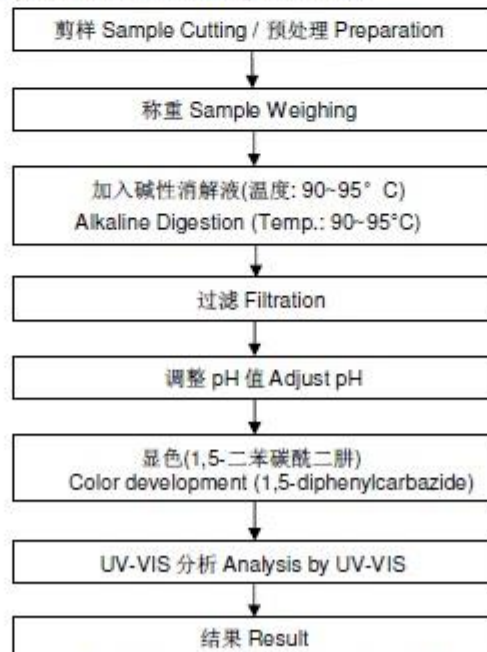 剪样 Sample Cutting / 预处理 Preparation
称重 Sample Weighing
加入碱性消解液(温度: 90~95° C)
Alkaline Digestion (Temp.: 90~95°C)
过滤 Filtration
调整 pH 值 Adjust pH
显色(1,5-二苯碳酰二肼)
Color development (1,5-diphenylcarbazide)
UV-VIS 分析 Analysis by UV-VIS
结果 Result